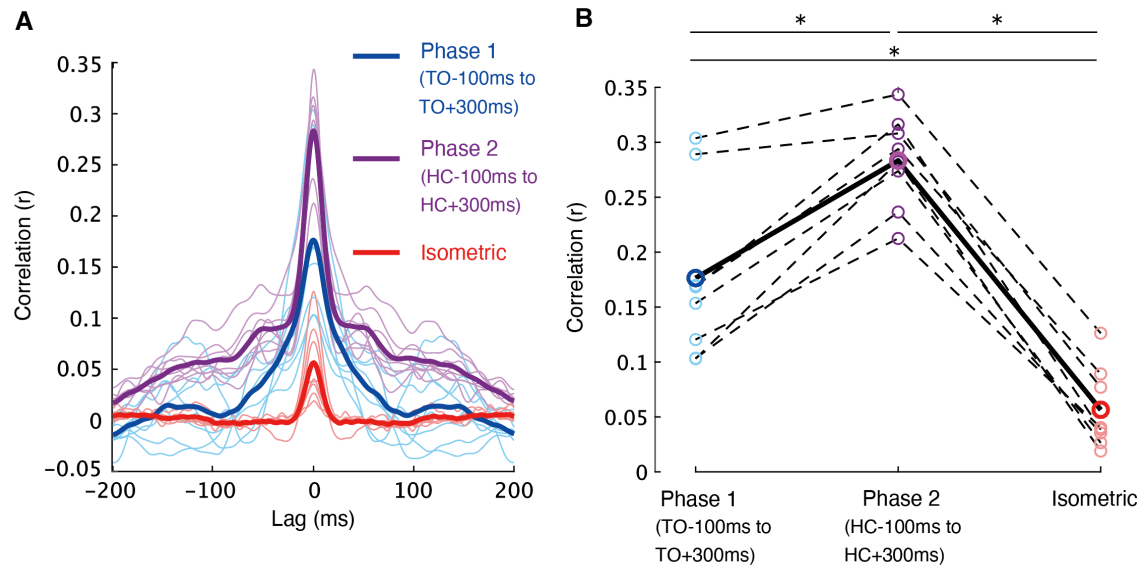 A
Correlation (r)
0.35
0.3
0.25
0.2
0.15
0.1
0.05
0
−0.05
−200
−100
0
100
200
Lag (ms)
Phase 1
(TO-100ms to
TO+300ms)
Phase 2
(HC-100ms to
HC+300ms)
Isometric
B
*
*
*
Correlation (r)
0.35
0.3
0.25
0.2
0.15
0.1
0.05
0
Phase 1
(TO-100ms to
TO+300ms)
Phase 2
(HC-100ms to
HC+300ms)
Isometric